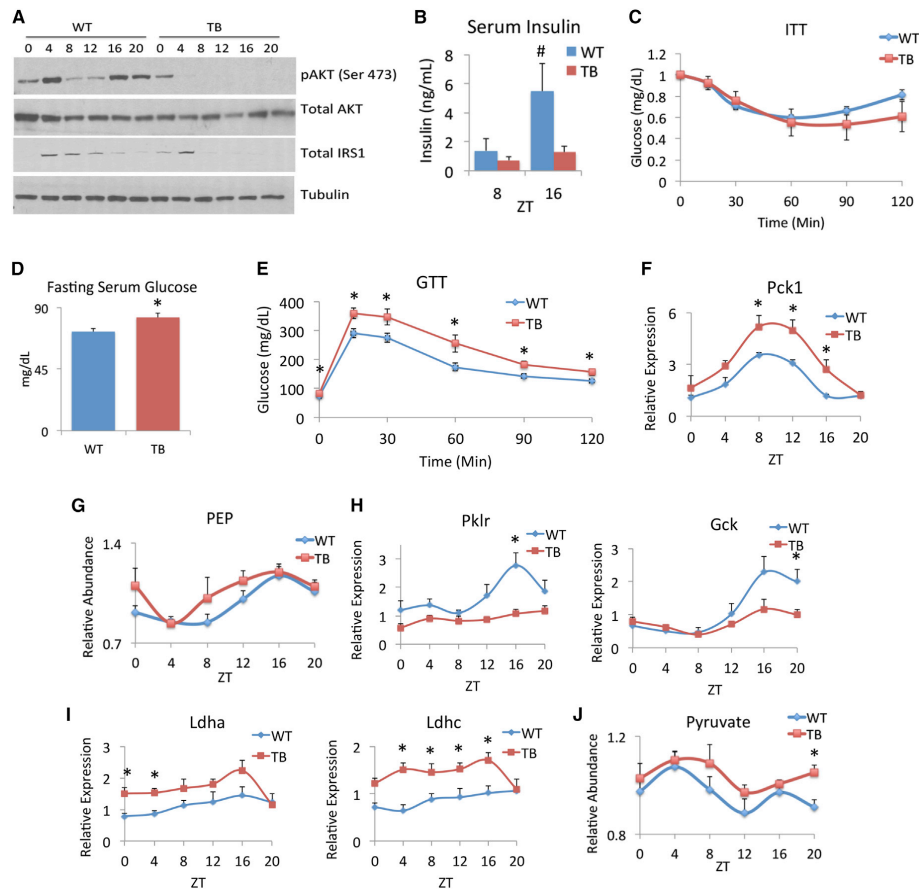 A
WT
TB
0 4 8 12 16 20 0 4 8 12 16 20
pAKT (Ser 473)
Total AKT
Total IRS1
Tubulin
B
Serum Insulin
WT
TB
#
Insulin (ng/mL)
8
6
4
2
0
8 16
ZT
C
ITT
WT
TB
Glucose (mg/dL)
1.2
1
0.8
0.6
0.4
0.2
0
0 30 60 90 120
Time (Min)
D
Fasting Serum Glucose
*
mg/dL
90
45
0
WT TB
E
GTT
WT
TB
Glucose (mg/dL)
400
300
200
100
0
* * * * * *
0 30 60 90 120
Time (Min)
F
Pck1
WT
TB
Relative Expression
6
3
0
* * *
0 4 8 12 16 20
ZT
G
PEP
WT
TB
Relative Abundance
1.4
0.7
0 4 8 12 16 20
ZT
H
Pklr
WT
TB
Relative Expression
3
2
1
0
*
0 4 8 12 16 20
ZT
Gck
WT
TB
Relative Expression
3
2
1
0
*
0 4 8 12 16 20
ZT
I
Ldha
WT
TB
Relative Expression
3
2
1
0
* *
0 4 8 12 16 20
ZT
Ldhc
WT
TB
Relative Expression
2
1
0
* * * *
0 4 8 12 16 20
ZT
J
Pyruvate
WT
TB
Relative Abundance
1.2
0.8
*
0 4 8 12 16 20
ZT